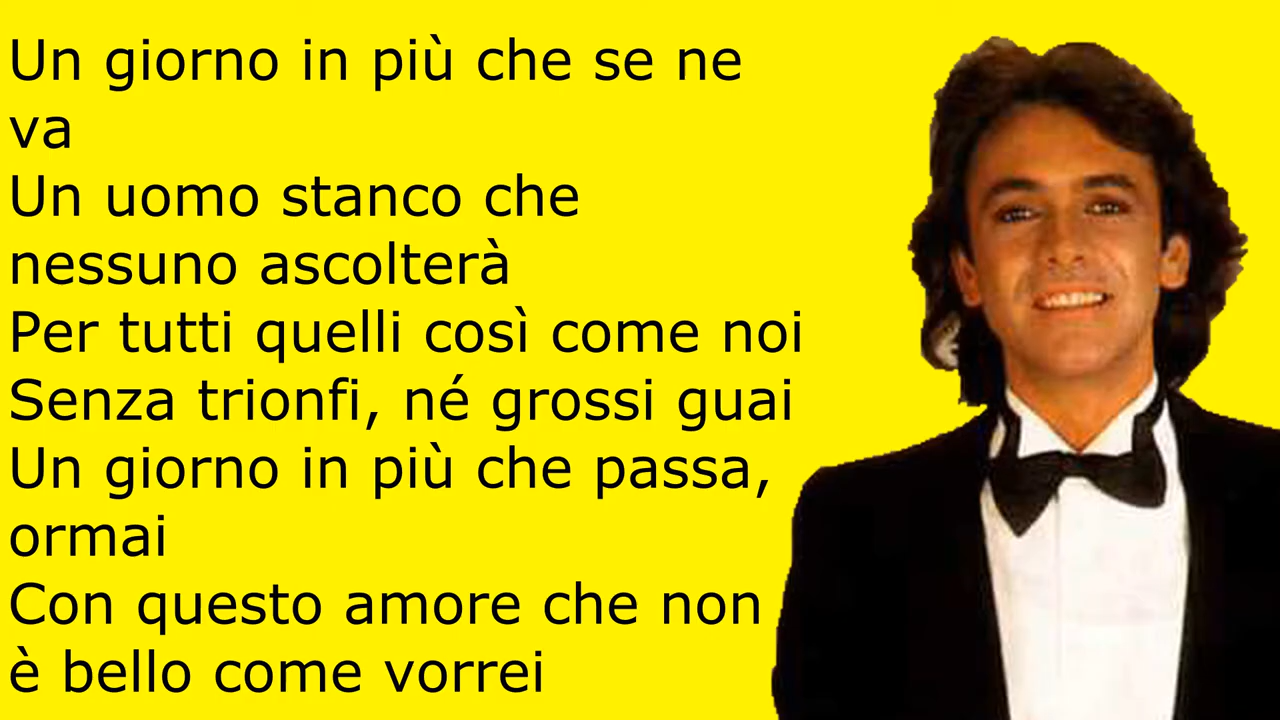 Un giorno in più che se ne
va
Un uomo stanco che
nessuno ascolterà
Per tutti quelli così come noi
Senza trionfi, né grossi guai
Un giorno in più che passa,
ormai
Con questo amore che non
è bello come vorrei